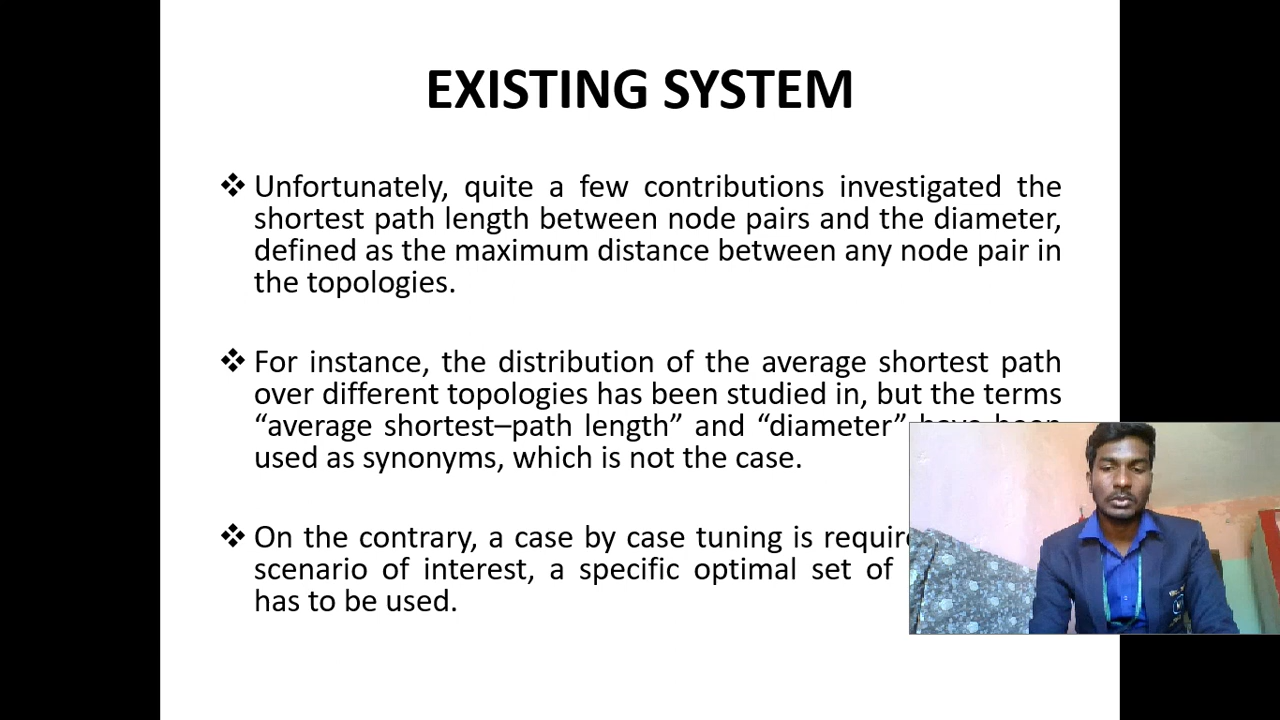 EXISTING SYSTEM
❖ Unfortunately, quite a few contributions investigated the
shortest path length between node pairs and the diameter,
defined as the maximum distance between any node pair in
the topologies.
❖ For instance, the distribution of the average shortest path
over different topologies has been studied in, but the terms
“average shortest–path length” and “diameter” have been
used as synonyms, which is not the case.
❖ On the contrary, a case by case tuning is
scenario of interest, a specific optimal set of
has to be used.